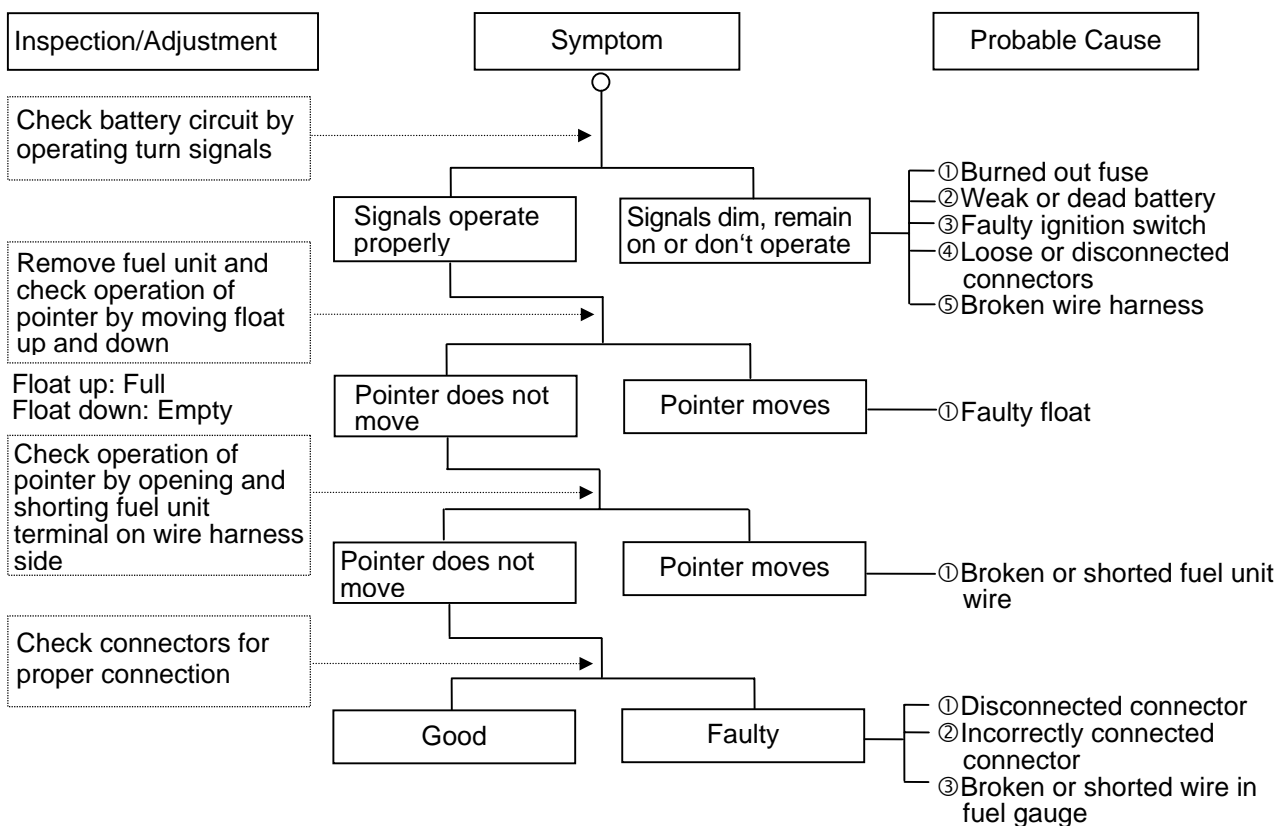 Inspection/Adjustment
Symptom
Probable Cause
Check battery circuit by
operating turn signals
Signals operate
properly
Signals dim, remain
on or don‘t operate
①Burned out fuse
②Weak or dead battery
③Faulty ignition switch
④Loose or disconnected
connectors
⑤Broken wire harness
Remove fuel unit and
check operation of
pointer by moving float
up and down
Float up: Full
Float down: Empty
Pointer does not
move
Pointer moves
①Faulty float
Check operation of
pointer by opening and
shorting fuel unit
terminal on wire harness
side
Pointer does not
move
Pointer moves
①Broken or shorted fuel unit
wire
Check connectors for
proper connection
Good
Faulty
①Disconnected connector
②Incorrectly connected
connector
③Broken or shorted wire in
fuel gauge